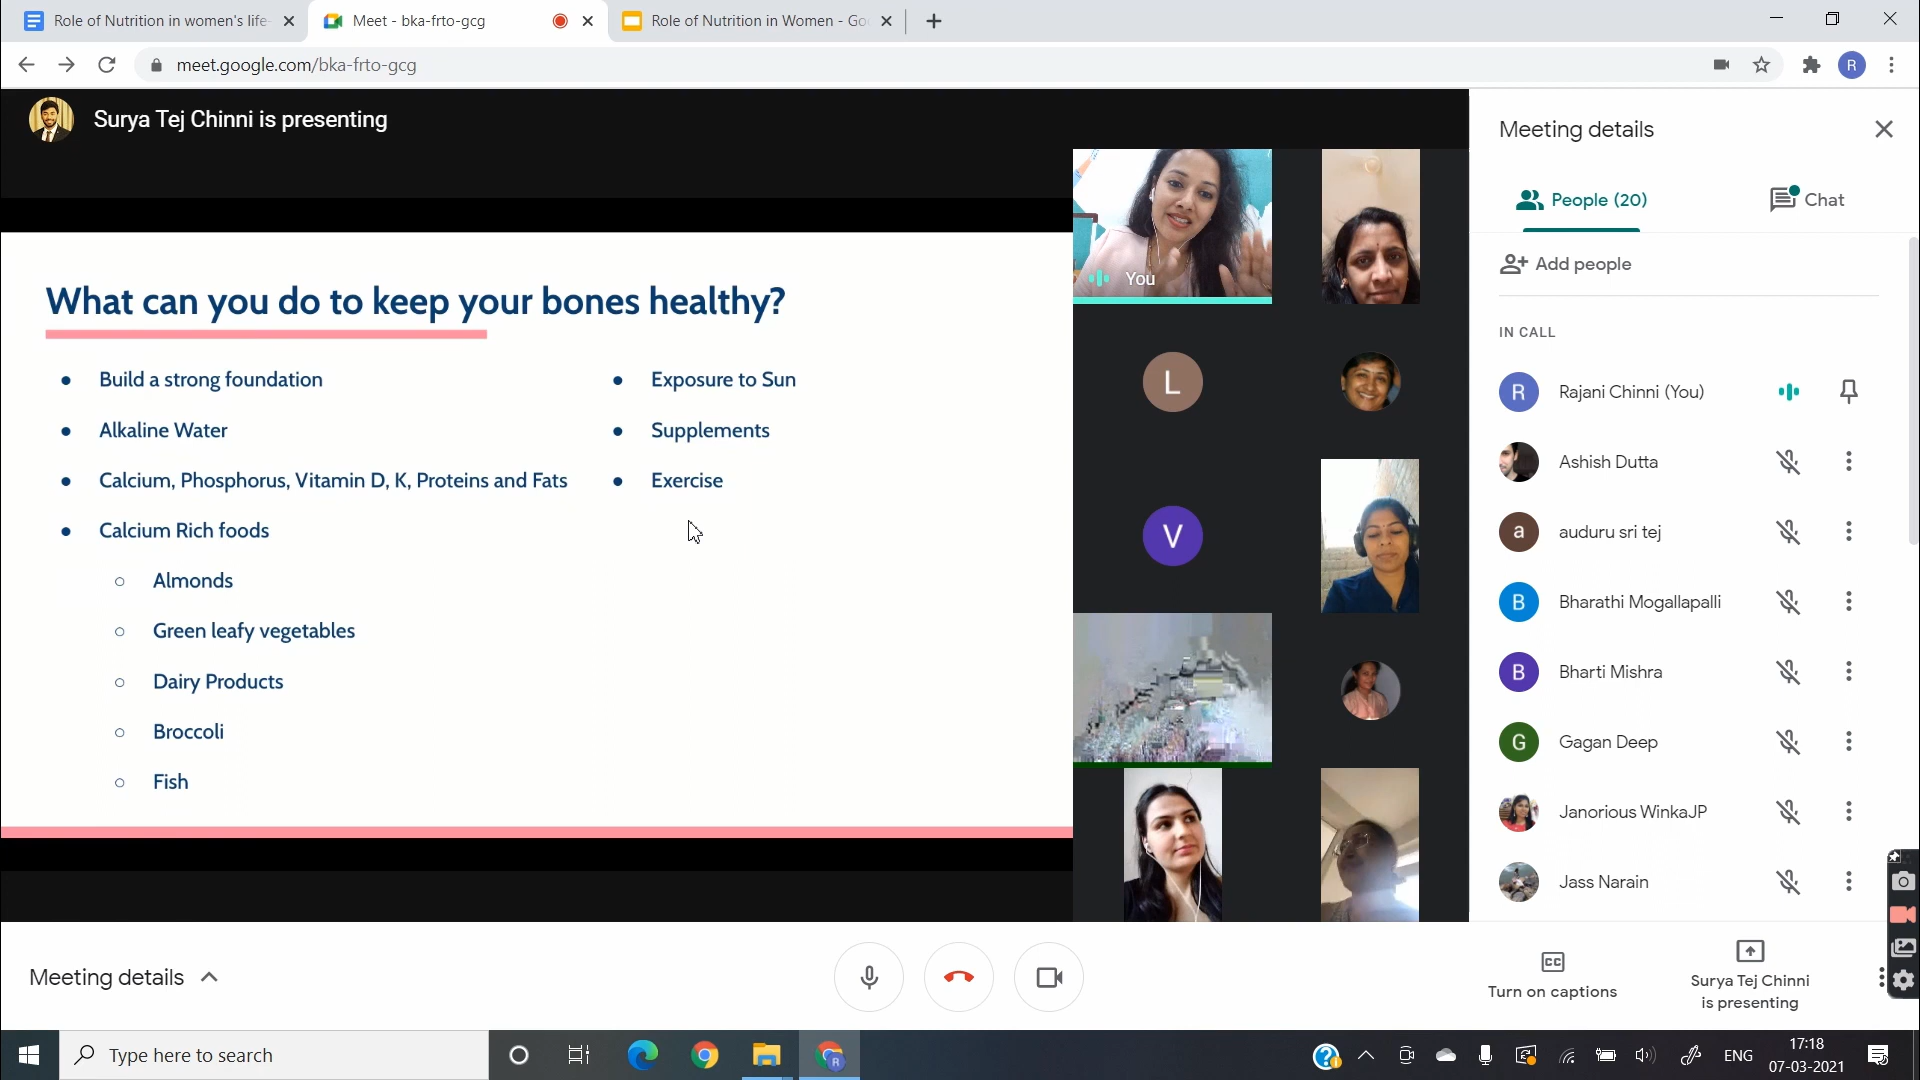 Role of Nutrition in women's life-
Meet - bka-frto-gcg
Role of Nutrition in Women - Goo
meet.google.com/bka-frto-gcg
R
Surya Tej Chinni is presenting
What can you do to keep your bones healthy?
Build a strong foundation
Alkaline Water
Calcium, Phosphorus, Vitamin D, K, Proteins and Fats
Calcium Rich foods
Almonds
Green leafy vegetables
Dairy Products
Broccoli
Fish
Exposure to Sun
Supplements
Exercise
You
L
V
Meeting details
People (20)
Chat
Add people
IN CALL
R Rajani Chinni (You)
Ashish Dutta
a auduru sri tej
B Bharathi Mogallapalli
B Bharti Mishra
G Gagan Deep
Janorious WinkaJP
Jass Narain
Meeting details
CC
Turn on captions
Surya Tej Chinni
is presenting
Type here to search
R
ENG
17:18
07-03-2021